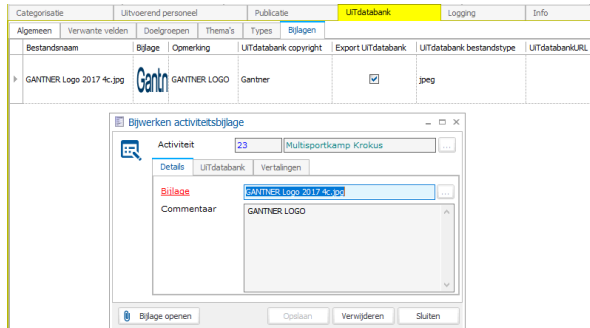 Categorisatie Uitvoerend personeel Publicatie UiTdatabank Logging Info
Algemeen Verwante velden Doelgroepen Thema's Types Bijlagen
Bestandsnaam Bijlage Opmerking UiTdatabank copyright Export UiTdatabank UiTdatabank bestandstype UiTdatabankURL
GANTNER Logo 2017 4c.jpg Gantn GANTNER LOGO Gantner jpeg
Bijwerken activiteitsbijlage
Activiteit 23 Multisportkamp Krokus ...
Details UiTdatabank Vertalingen
Bijlage GANTNER Logo 2017 4c.jpg ...
Commentaar GANTNER LOGO
Bijlage openen Opslaan Verwijderen Sluiten